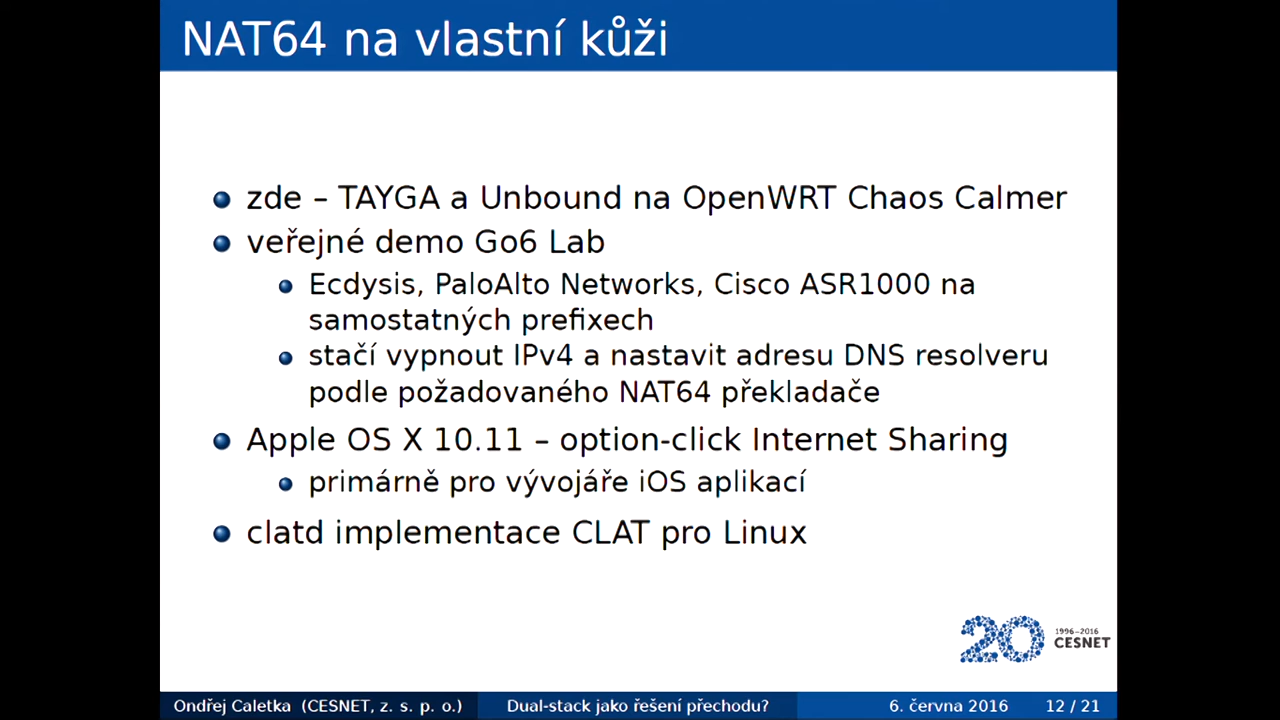 NAT64 na vlastní kůži
zde – TAYGA a Unbound na OpenWRT Chaos Calmer
veřejné demo Go6 Lab
Ecdysis, PaloAlto Networks, Cisco ASR1000 na
samostatných prefixech
stačí vypnout IPv4 a nastavit adresu DNS resolveru
podle požadovaného NAT64 překladače
Apple OS X 10.11 – option-click Internet Sharing
primárně pro vývojáře iOS aplikací
clatd implementace CLAT pro Linux
20 1996–2016
CESNET
Ondřej Caletka (CESNET, z. s. p. o.) Dual-stack jako řešení přechodu? 6. června 2016 12 / 21